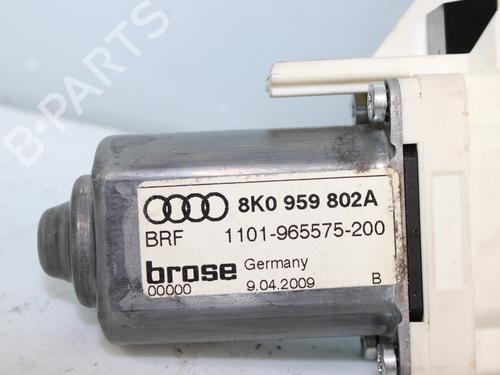 B-PARTS
8K0 959 802A
BRF 1101-965575-200
brose Germany
00000 9.04.2009 B